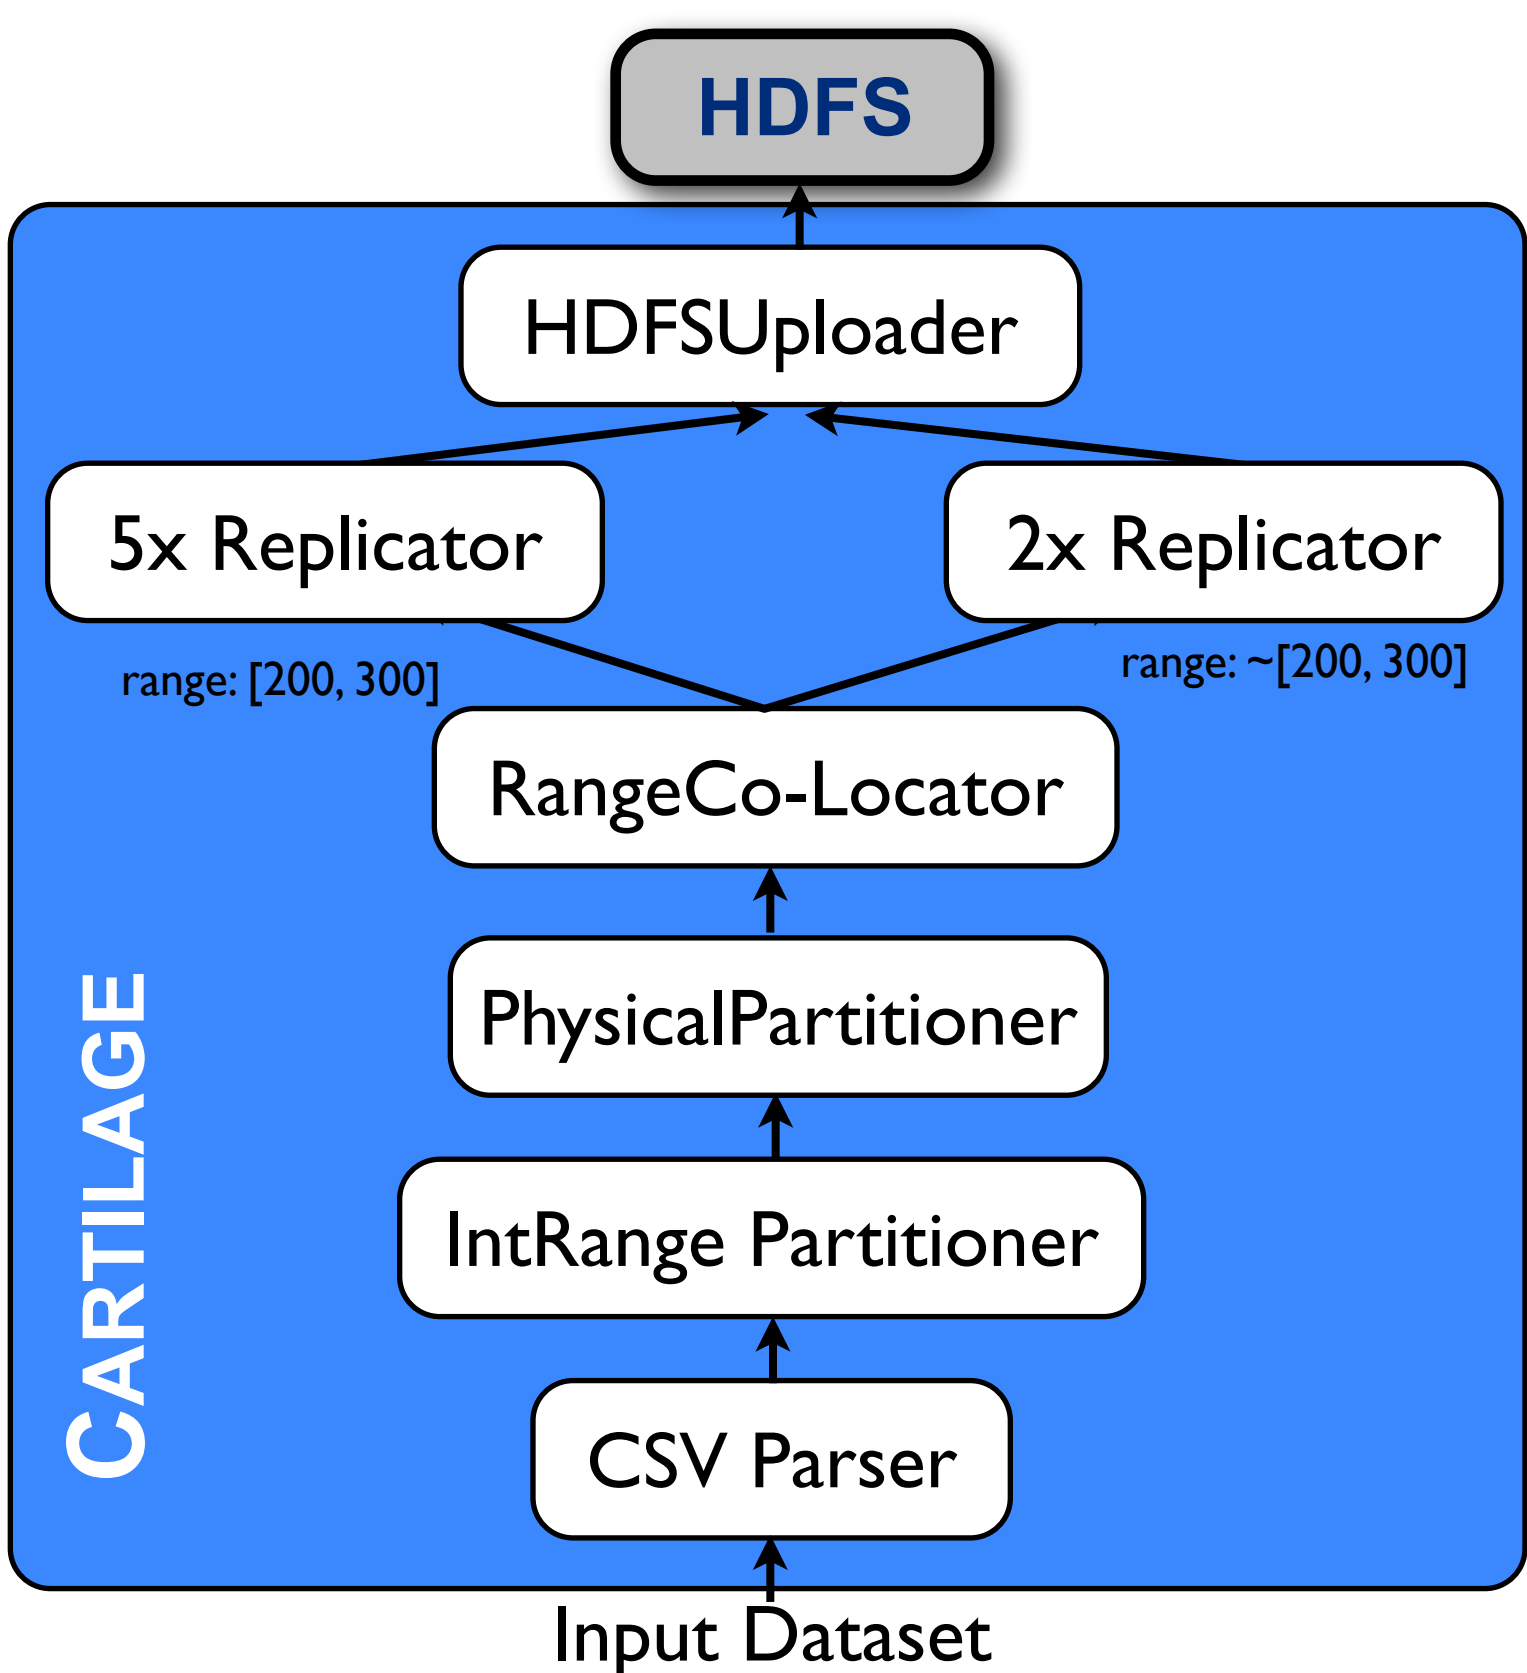 HDFS
HDFSUploader
5x Replicator
2x Replicator
range: [200, 300]
range: ~[200, 300]
RangeCo-Locator
PhysicalPartitioner
IntRange Partitioner
CSV Parser
CARTILAGE
Input Dataset